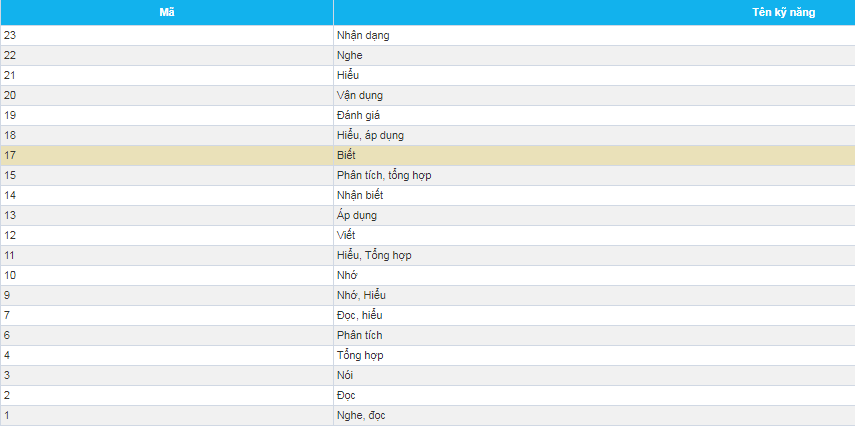 Mã Tên kỹ năng
23 Nhận dạng
22 Nghe
21 Hiểu
20 Vận dụng
19 Đánh giá
18 Hiểu, áp dụng
17 Biết
15 Phân tích, tổng hợp
14 Nhận biết
13 Áp dụng
12 Viết
11 Hiểu, Tổng hợp
10 Nhớ
9 Nhớ, Hiểu
7 Đọc, hiểu
6 Phân tích
4 Tổng hợp
3 Nói
2 Đọc
1 Nghe, đọc